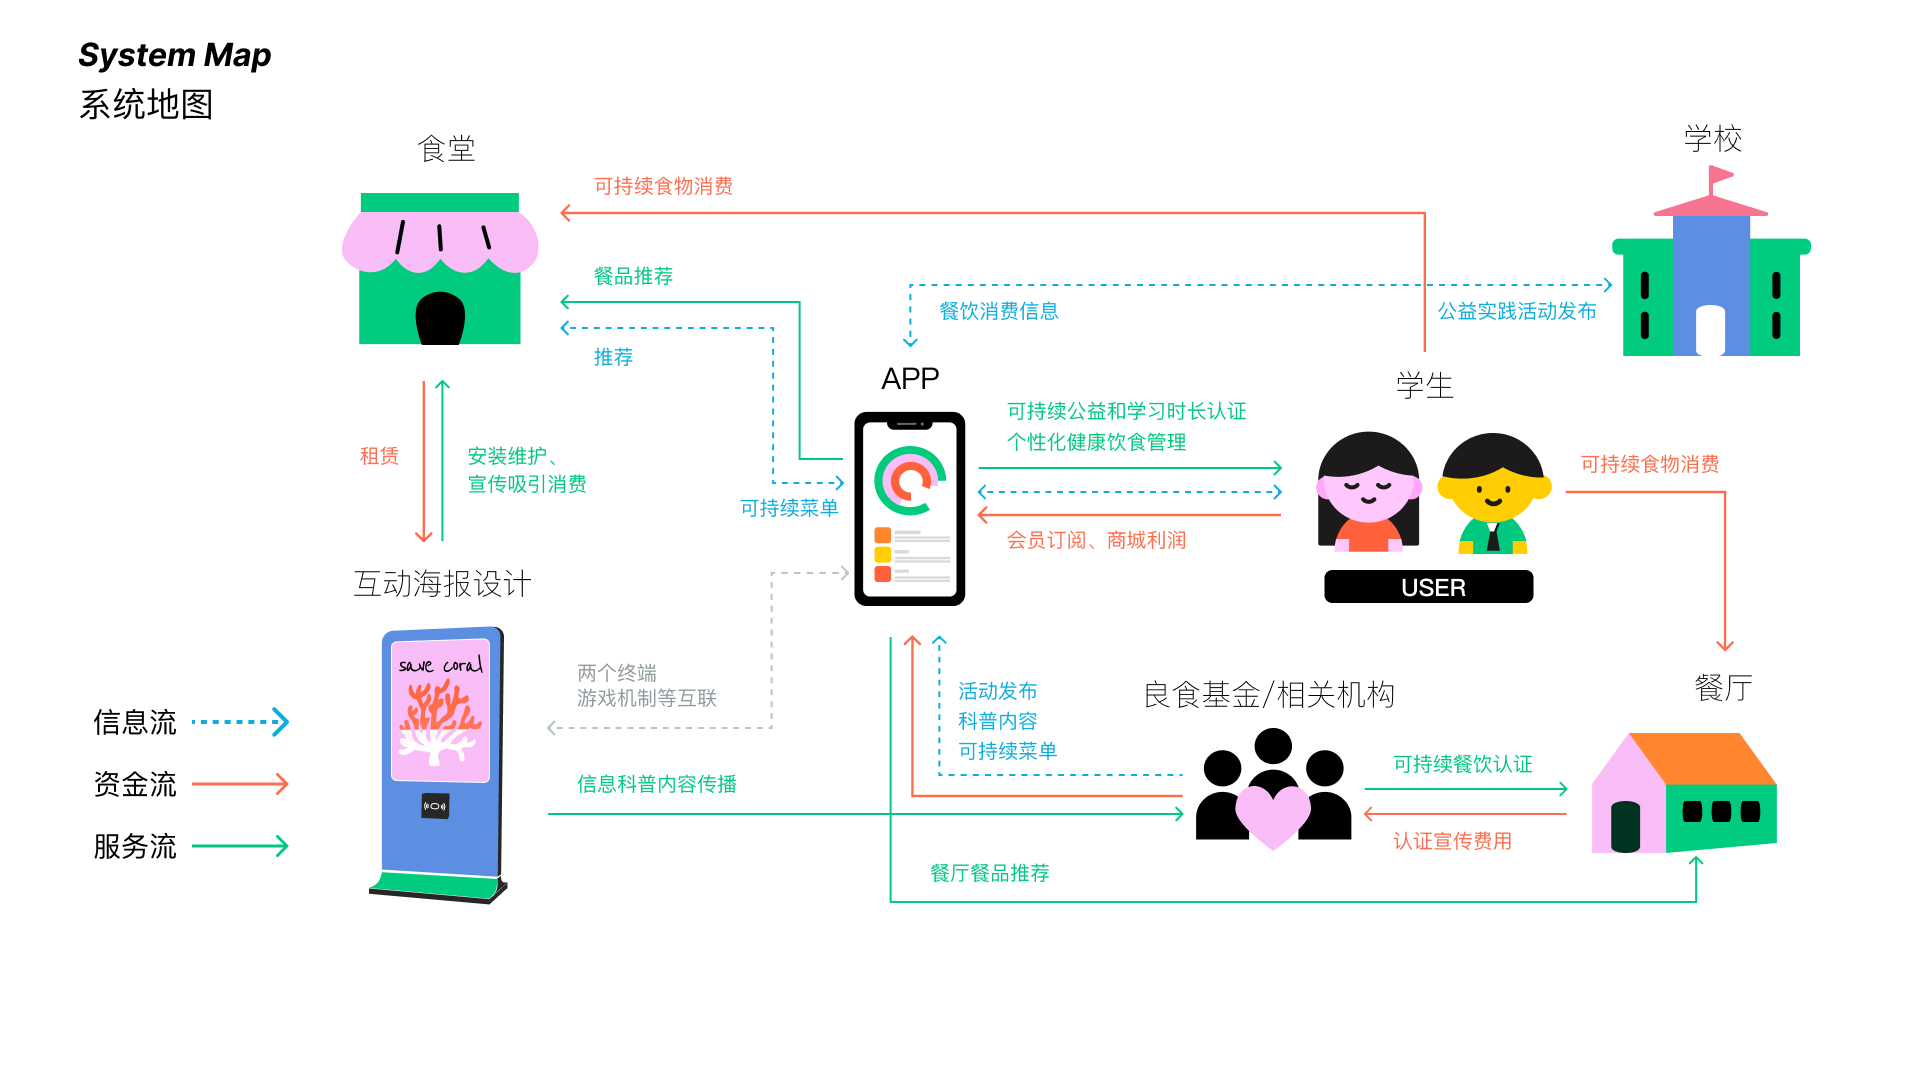 System Map
系统地图
食堂
学校
可持续食物消费
餐品推荐
推荐
餐饮消费信息
公益实践活动发布
APP
学生
可持续公益和学习时长认证
个性化健康饮食管理
租赁
安装维护、
宣传吸引消费
可持续菜单
可持续食物消费
会员订阅、商城利润
USER
互动海报设计
save coral
两个终端
游戏机制等互联
活动发布
科普内容
可持续菜单
良食基金/相关机构
餐厅
信息流
资金流
服务流
信息科普内容传播
可持续餐饮认证
认证宣传费用
餐厅餐品推荐